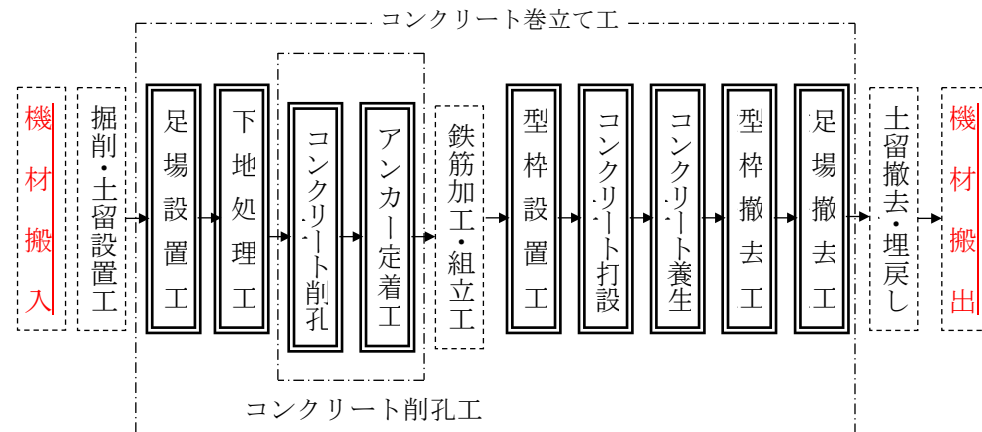 コンクリート巻立て工
機材搬入
掘削・土留設置工
足場設置工
下地処理工
コンクリート削孔
アンカー定着工
鉄筋加工・組立工
型枠設置工
コンクリート打設
コンクリート養生
型枠撤去工
足場撤去工
土留撤去・埋戻し
機材搬出
コンクリート削孔工